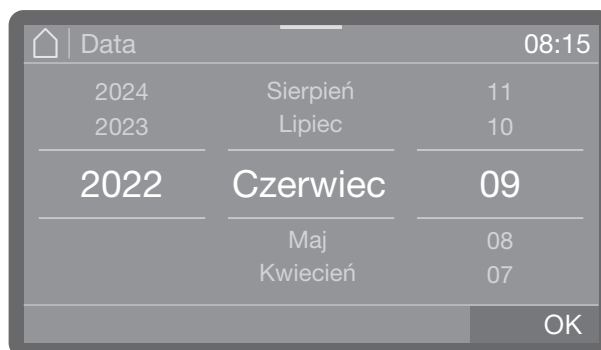 Data 08:15
2024 Sierpień 11
2023 Lipiec 10
2022 Czerwiec 09
Maj 08
Kwiecień 07
OK